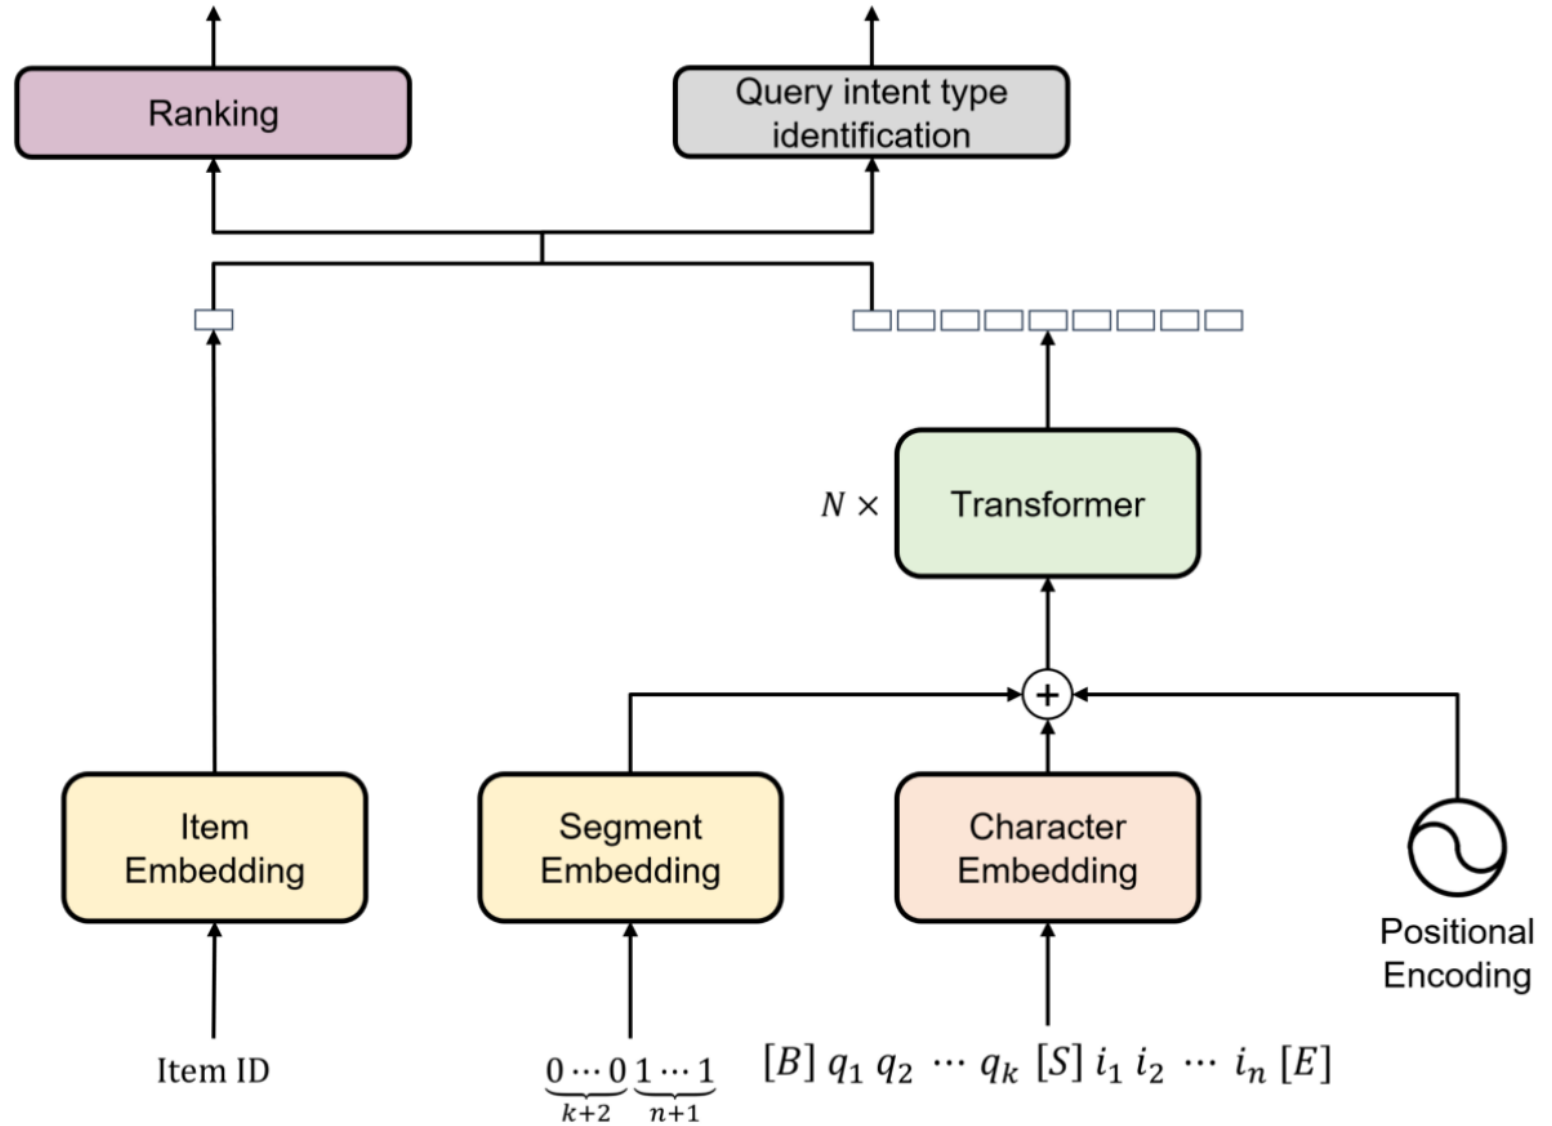 Ranking
Query intent type
identification
N ×
Transformer
+
Item
Embedding
Segment
Embedding
Character
Embedding
Positional
Encoding
Item ID
0 ⋯ 0 1 ⋯ 1
k+2 n+1
[B] q₁ q₂ ⋯ qₖ [S] i₁ i₂ ⋯ iₙ [E]